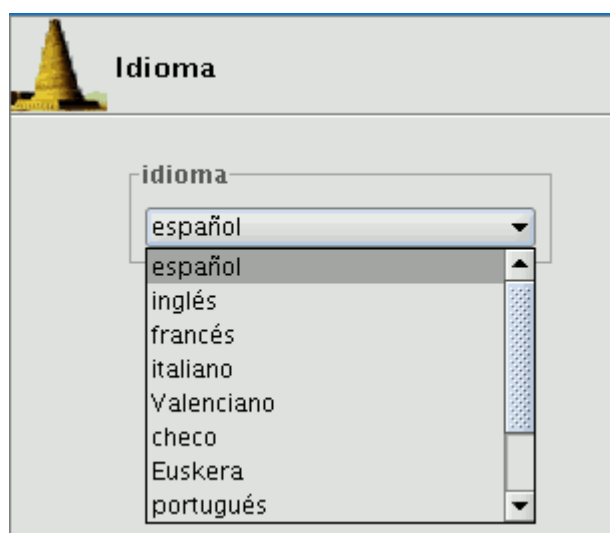 Idioma
idioma
español
español
inglés
francés
italiano
Valenciano
checo
Euskera
portugués